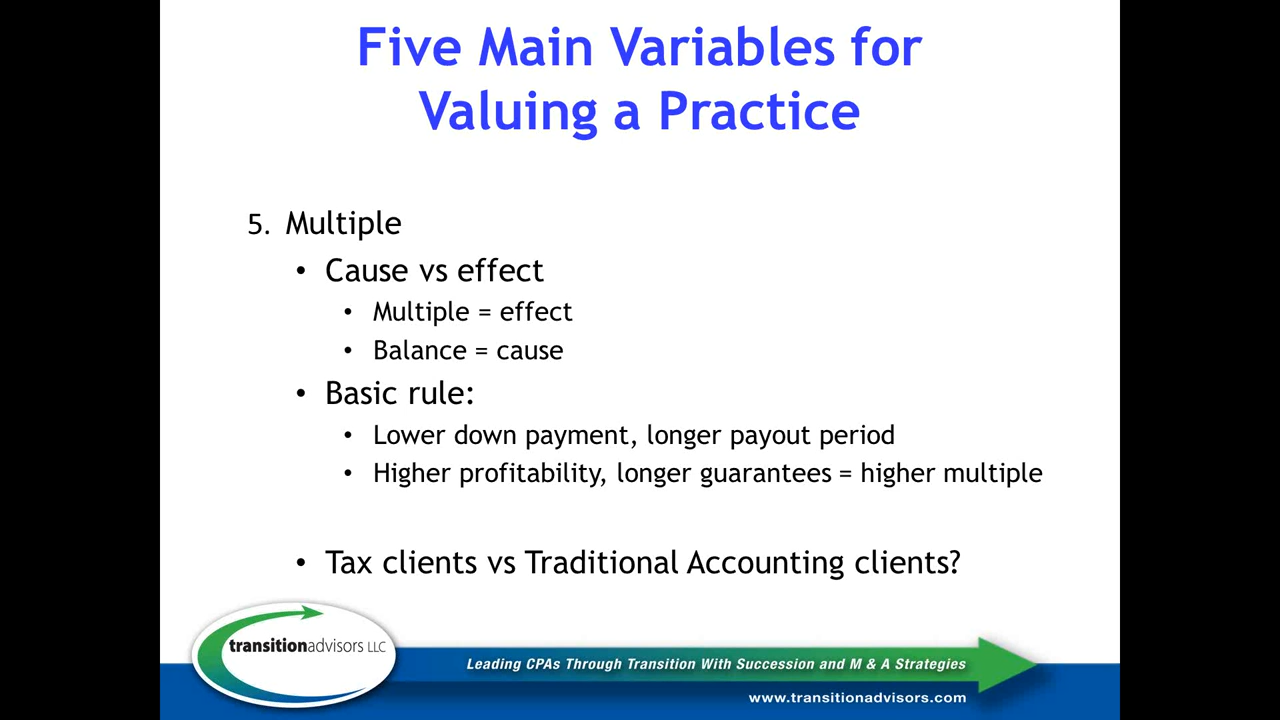 Five Main Variables for
Valuing a Practice
5. Multiple
• Cause vs effect
• Multiple = effect
• Balance = cause
• Basic rule:
• Lower down payment, longer payout period
• Higher profitability, longer guarantees = higher multiple
• Tax clients vs Traditional Accounting clients?
transitionadvisors LLC
Leading CPAs Through Transition With Succession and M & A Strategies
www.transitionadvisors.com